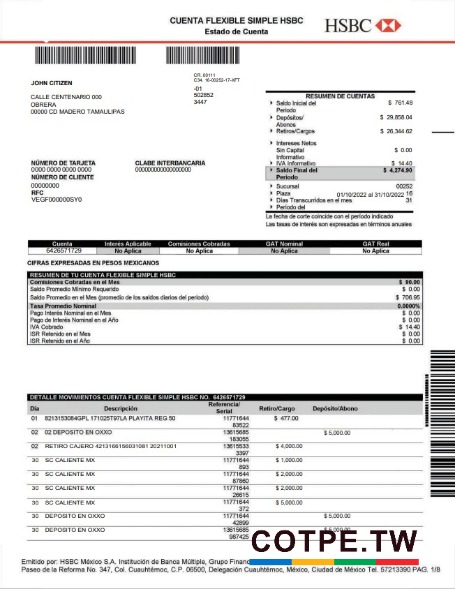 CUENTA FLEXIBLE SIMPLE HSBC
Estado de Cuenta
HSBC
JOHN CITIZEN
CALLE CENTENARIO 000
OBRERA
00000 CD MADERO TAMAULIPAS
CR. 00111
-01
502852
3447
RESUMEN DE CUENTAS
Saldo Inicial del Periodo $ 761.48
Depósitos/Abonos $ 29,858.04
Retiros/Cargos $ 26,344.62
Intereses Netos Sin Capital Informativo $ 0.00
IVA Informativo $ 14.40
Saldo Final del Periodo $ 4,274.90
Sucursal 00252
Plaza 16
01/10/2022 al 31/10/2022
Días Transcurridos en el mes 31
Periodo del
La fecha de corte coincide con el período indicado
Las tasas de interés son expresadas en términos anuales
NÚMERO DE TARJETA
0000 0000 0000 0000
NÚMERO DE CLIENTE
00000000
RFC
VEGF000000SY0
CLABE INTERBANCARIA
000000000000000000
Cuenta Interés Aplicable Comisiones Cobradas GAT Nominal GAT Real
6426571729 No Aplica No Aplica No Aplica No Aplica
CIFRAS EXPRESADAS EN PESOS MEXICANOS
RESUMEN DE TU CUENTA FLEXIBLE SIMPLE HSBC
Comisiones Cobradas en el Mes
Saldo Promedio Mínimo Requerido $ 0.00
Saldo Promedio en el Mes (promedio de los saldos diarios del período) $ 706.95
Tasa Promedio Nominal 0.0000%
Pago Interés Nominal en el Mes $ 0.00
Pago de Interés Nominal en el Año $ 0.00
IVA Cobrado $ 14.40
ISR Retenido en el Mes $ 0.00
ISR Retenido en el Año $ 0.00
DETALLE MOVIMIENTOS CUENTA FLEXIBLE SIMPLE HSBC NO. 6426571729
Día Descripción Referencia/Serial Retiro/Cargo Depósito/Abono
01 8213153084GPL 171025T97LA PLAYITA REG.50 11771644 $ 477.00
63522
02 02 DEPOSITO EN OXXO 13615685 $ 5,000.00
183055
02 RETIRO CAJERO 4213166156031081 20211001 13615533 $ 4,000.00
3397
30 SC CALIENTE MX 11771644 $ 1,000.00
893
30 SC CALIENTE MX 11771644 $ 2,000.00
87860
30 SC CALIENTE MX 11771644 $ 2,000.00
26615
30 SC CALIENTE MX 11771644 $ 5,000.00
372
30 DEPOSITO EN OXXO 11771644 $ 5,000.00
42899
30 DEPOSITO EN OXXO 13615685
987425
COTPE.TW
Emitido por: HSBC México S.A. Institución de Banca Múltiple, Grupo Financ
Paseo de la Reforma No. 347, Col. Cuauhtémoc, C.P. 06500, Delegación Cuauhtémoc, México, Ciudad de México Tel. 57213390 PAG. 1/8